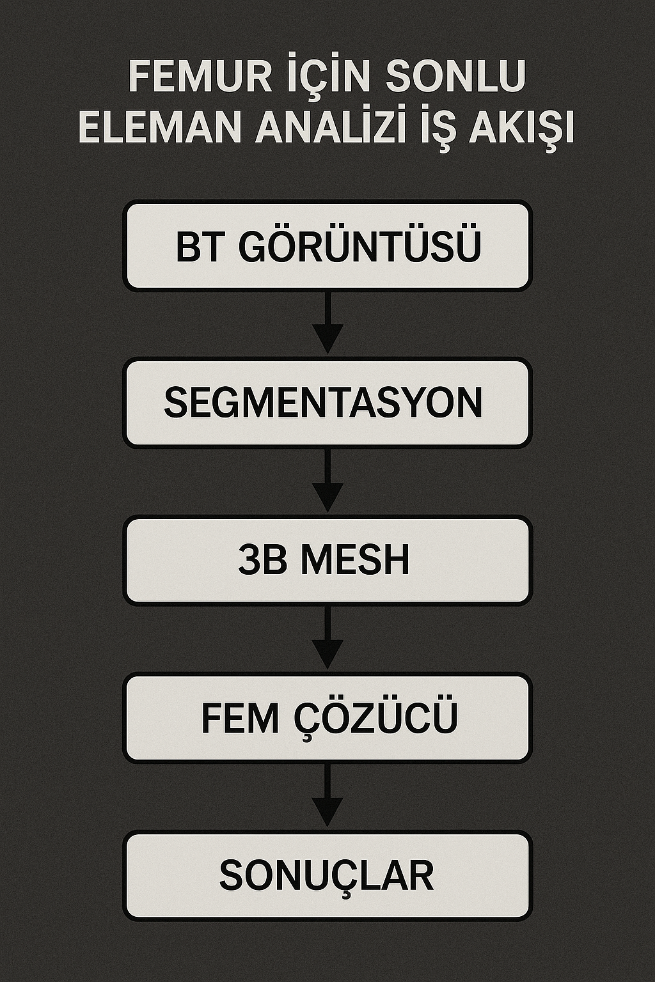 FEMUR İÇİN SONLU
ELEMAN ANALİZİ İŞ AKIŞI
BT GÖRÜNTÜSÜ
SEGMENTASYON
3B MESH
FEM ÇÖZÜCÜ
SONUÇLAR